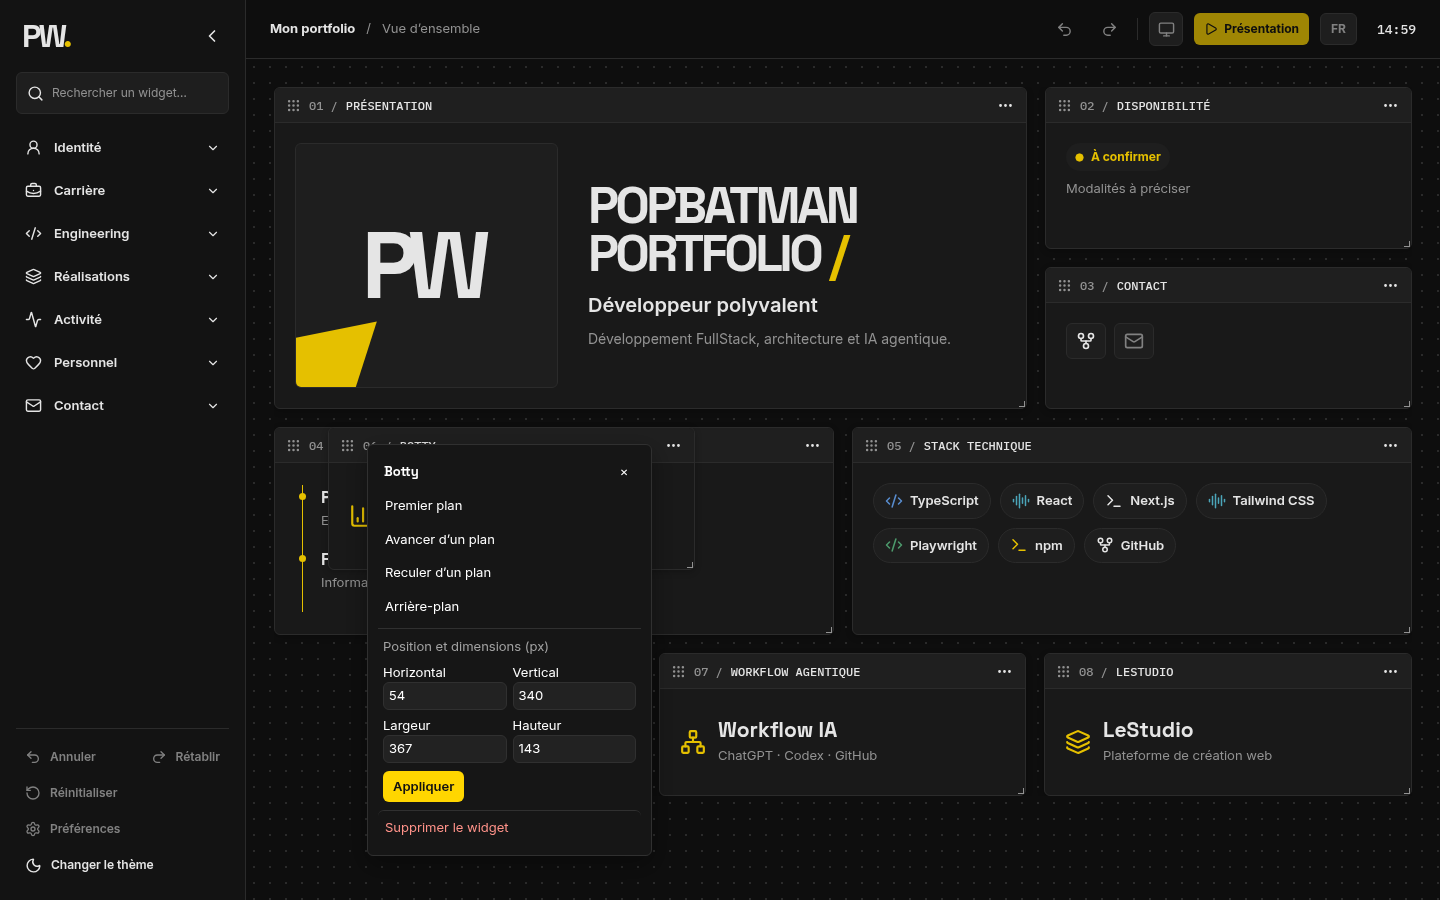 PW.
Rechercher un widget...
Identité
Carrière
Engineering
Réalisations
Activité
Personnel
Contact
Annuler
Rétablir
Réinitialiser
Préférences
Changer le thème
Mon portfolio / Vue d’ensemble
Présentation
FR
14:59
01 / PRÉSENTATION
PW
POPBATMAN
PORTFOLIO /
Développeur polyvalent
Développement FullStack, architecture et IA agentique.
02 / DISPONIBILITÉ
À confirmer
Modalités à préciser
03 / CONTACT
04
Botty
Premier plan
Avancer d’un plan
Reculer d’un plan
Arrière-plan
Position et dimensions (px)
Horizontal
Vertical
54
340
Largeur
Hauteur
367
143
Appliquer
Supprimer le widget
05 / STACK TECHNIQUE
TypeScript
React
Next.js
Tailwind CSS
Playwright
npm
GitHub
07 / WORKFLOW AGENTIQUE
Workflow IA
ChatGPT · Codex · GitHub
08 / LESTUDIO
LeStudio
Plateforme de création web